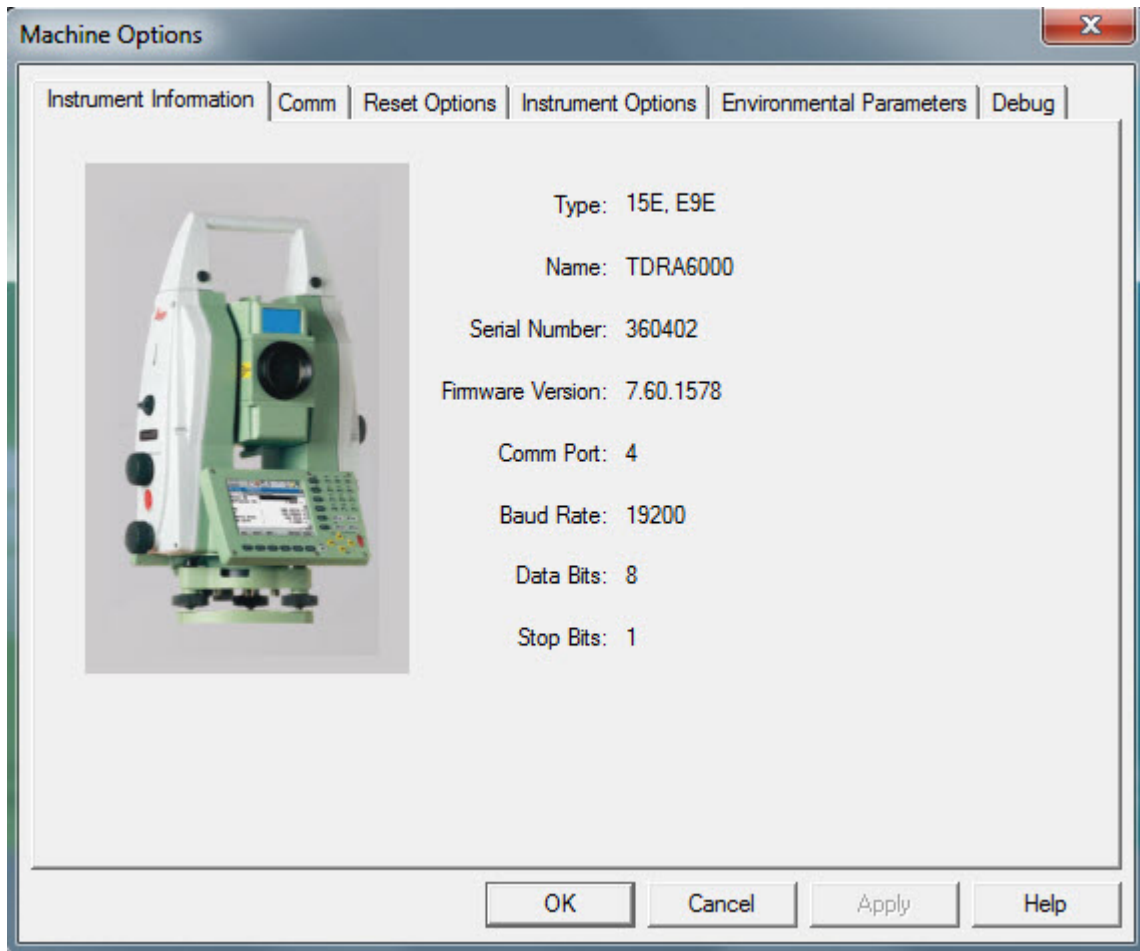 Machine Options
Instrument Information Comm Reset Options Instrument Options Environmental Parameters Debug
Type: 15E, E9E
Name: TDRA6000
Serial Number: 360402
Firmware Version: 7.60.1578
Comm Port: 4
Baud Rate: 19200
Data Bits: 8
Stop Bits: 1
OK Cancel Apply Help